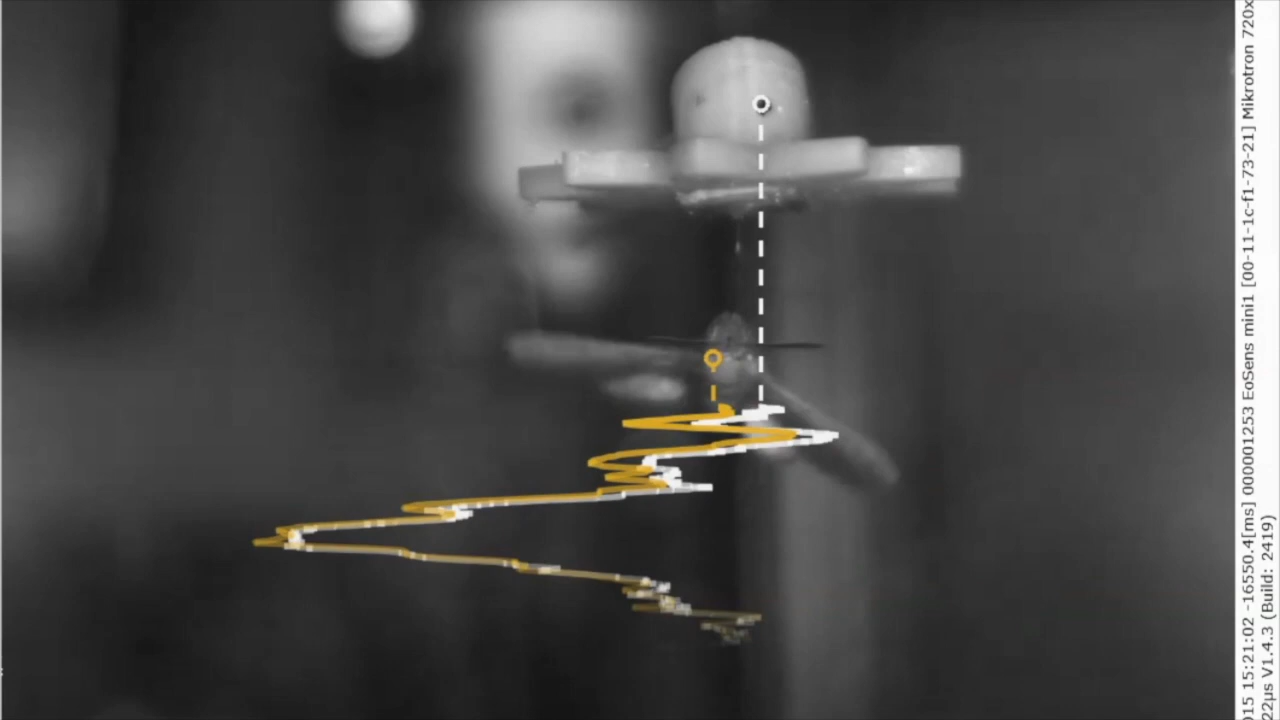 015 15:21:02 -16550.4[ms] 000001253 EoSens mini1 [00-11-1c-f1-73-21] Mikrotron 720x
22µs V1.4.3 (Build: 2419)